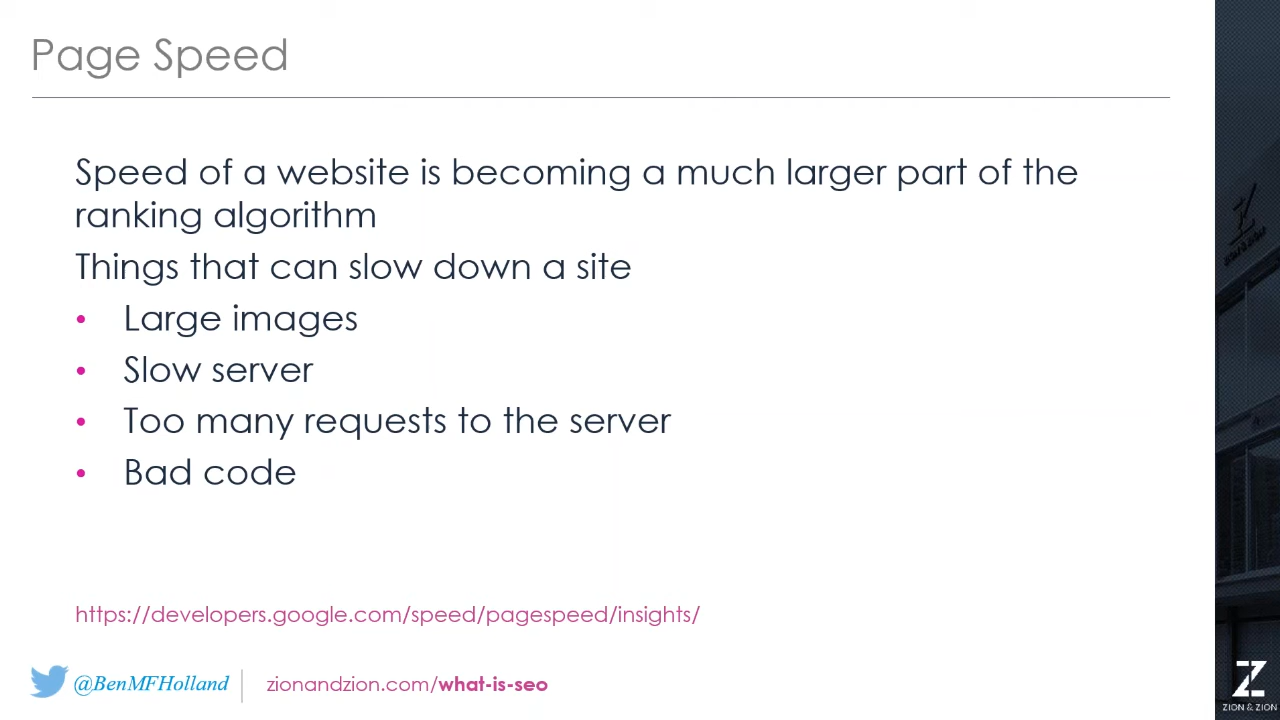 Page Speed
Speed of a website is becoming a much larger part of the
ranking algorithm
Things that can slow down a site
• Large images
• Slow server
• Too many requests to the server
• Bad code
https://developers.google.com/speed/pagespeed/insights/
@BenMFHolland
zionandzion.com/what-is-seo
ZION & ZION